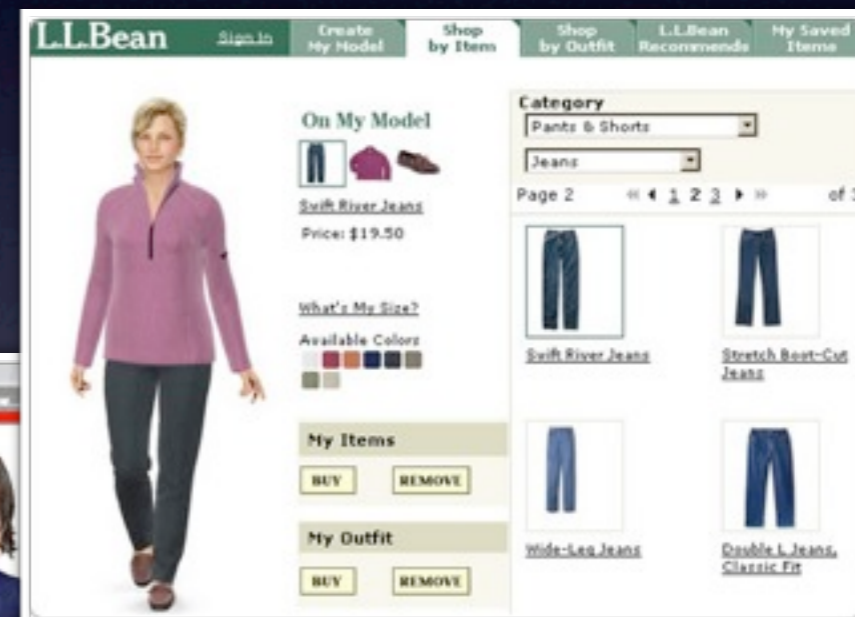 L.L.Bean
Sign In
Create
My Model
Shop
by Item
Shop
by Outfit
L.L.Bean
Recommends
My Saved
Items
On My Model
Swift River Jeans
Price: $19.50
What's My Size?
Available Colors
My Items
BUY
REMOVE
My Outfit
BUY
REMOVE
Category
Pants & Shorts
Jeans
Page 2
1 2 3
of
Swift River Jeans
Stretch Boot-Cut
Jeans
Wide-Leg Jeans
Double L Jeans,
Classic Fit